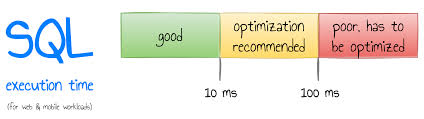 SQL
execution time
(for web & mobile workloads)
good
optimization
recommended
poor, has to
be optimized
10 ms
100 ms